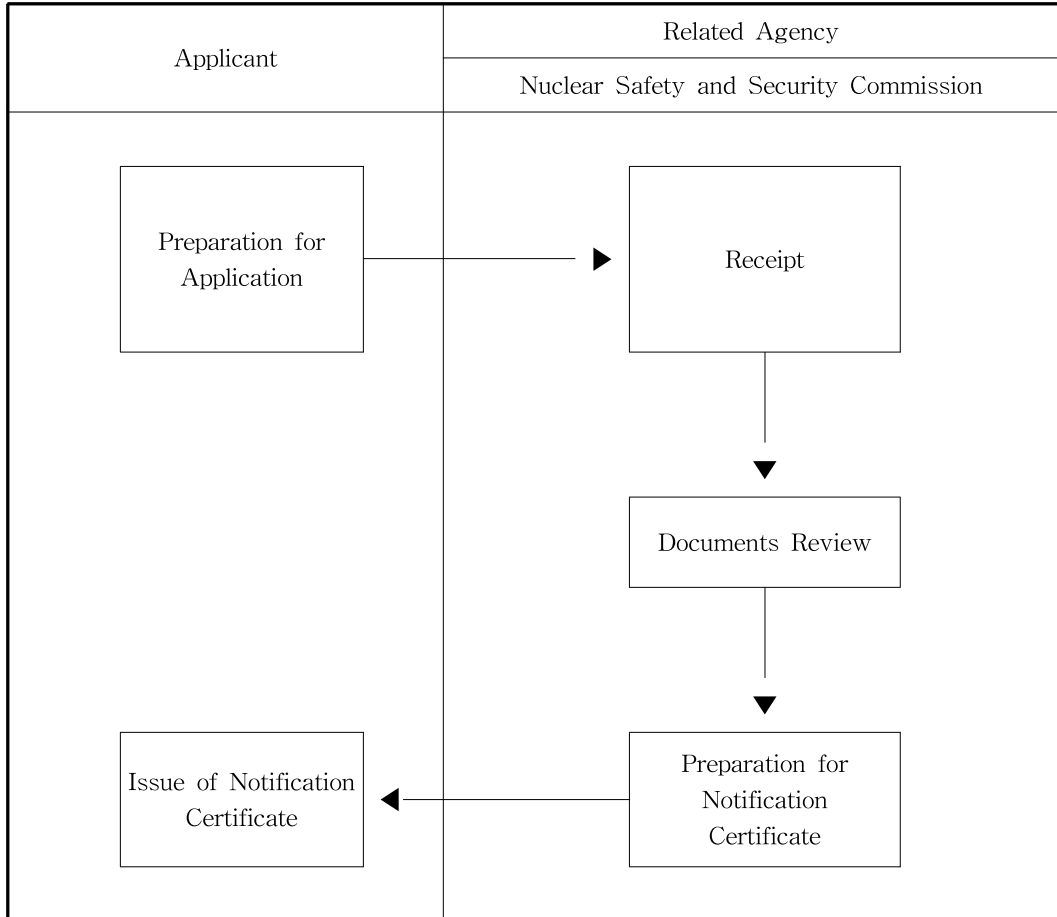 Applicant
Related Agency
Nuclear Safety and Security Commission
Preparation for
Application
Receipt
Documents Review
Issue of Notification
Certificate
Preparation for
Notification
Certificate